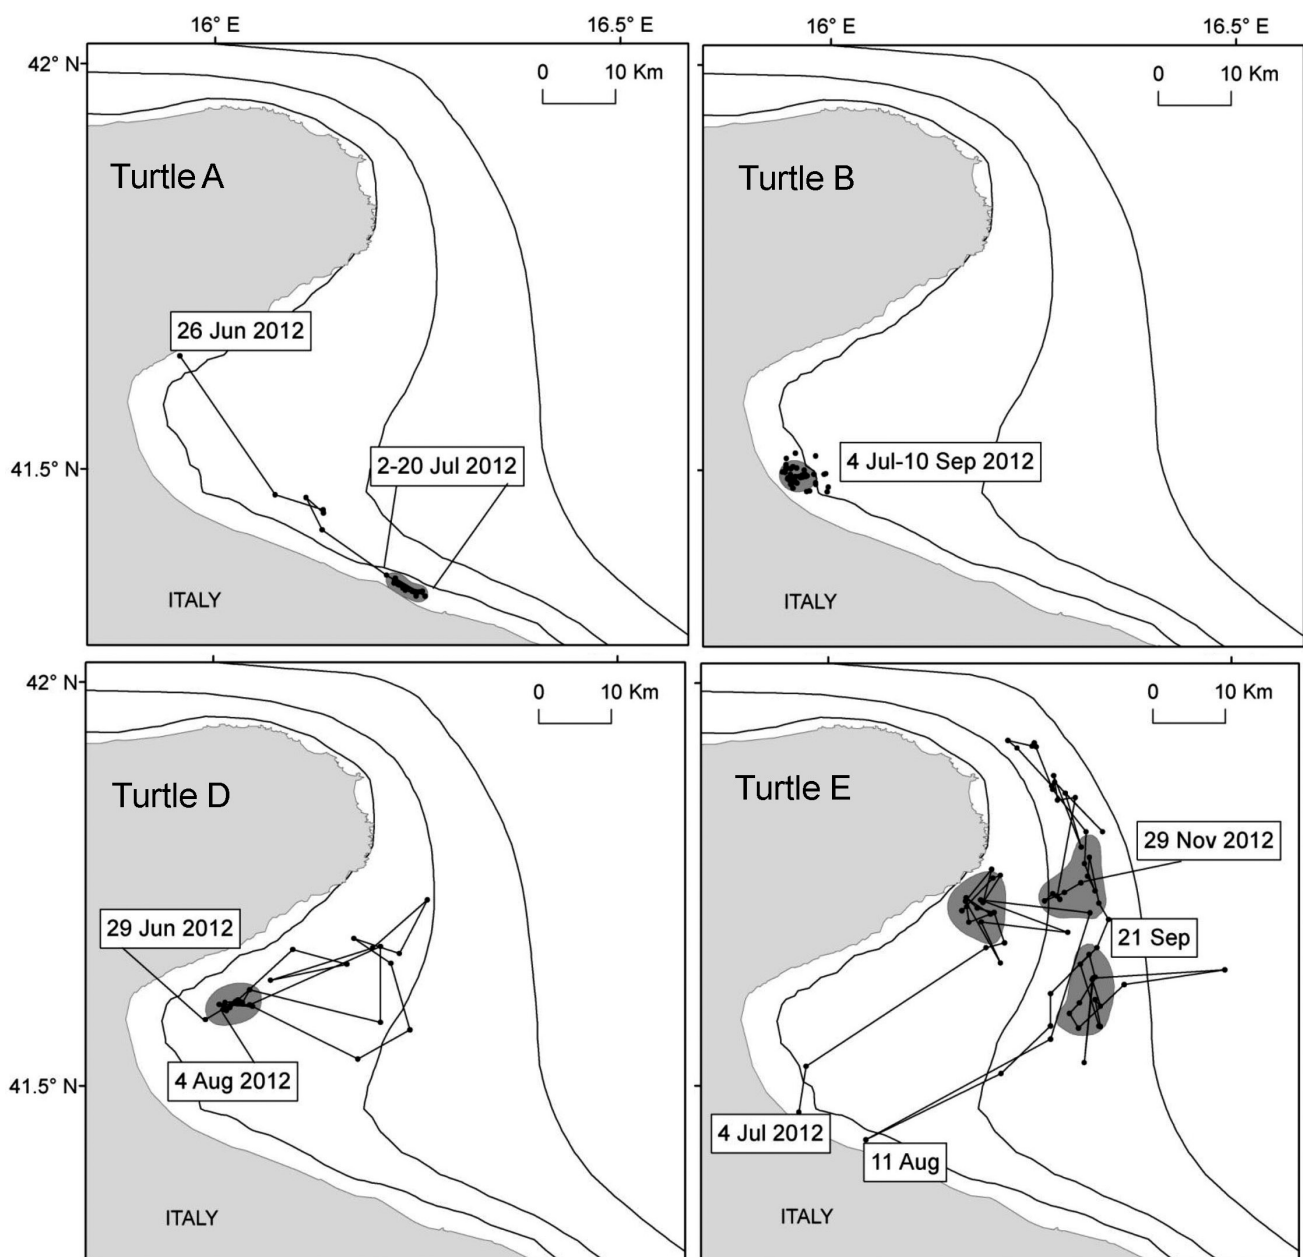 16° E
16.5° E
16° E
16.5° E
42° N
0 10 Km
0 10 Km
Turtle A
Turtle B
26 Jun 2012
2-20 Jul 2012
4 Jul-10 Sep 2012
41.5° N
ITALY
ITALY
42° N
0 10 Km
0 10 Km
Turtle D
Turtle E
29 Nov 2012
29 Jun 2012
21 Sep
4 Aug 2012
41.5° N
4 Jul 2012
11 Aug
ITALY
ITALY